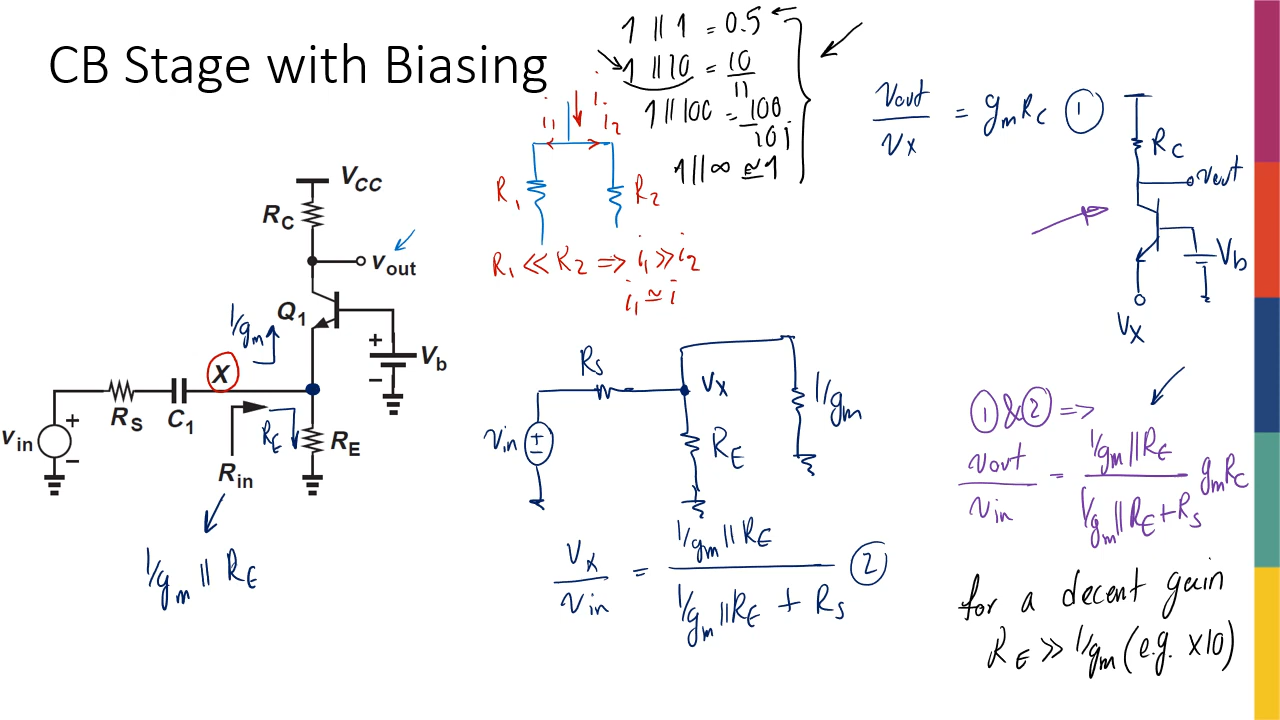 CB Stage with Biasing
1 || 1 = 0.5
1 || 10 = 10/11
1 || 100 = 100/101
1 || ∞ ≃ 1
i
i1 i2
R1 R2
R1 << R2 ⇒ i1 >> i2
i1 ≃ i
vout/vx = gmRC ①
RC
vout
Vb
Vx
VCC
RC
vout
Q1
1/gm
Vb
X
RS C1
RE
RE
vin
Rin
1/gm || RE
Rs
vx
1/gm
RE
vin
Vx/vin = (1/gm || RE)/(1/gm || RE + Rs) ②
① & ② ⇒
vout/vin = (1/gm || RE)/(1/gm || RE + Rs) gmRC
for a decent gain
RE >> 1/gm (e.g. x10)